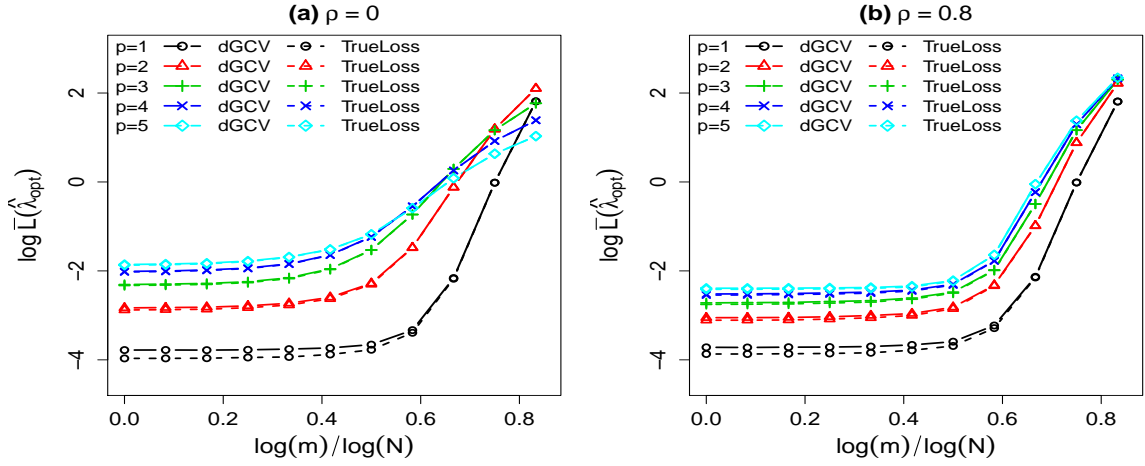 (a) ρ = 0
p=1 dGCV TrueLoss
p=2 dGCV TrueLoss
p=3 dGCV TrueLoss
p=4 dGCV TrueLoss
p=5 dGCV TrueLoss
2
0
−2
−4
log L̄(λ̂opt)
0.0 0.2 0.4 0.6 0.8
log(m)/log(N)
(b) ρ = 0.8
p=1 dGCV TrueLoss
p=2 dGCV TrueLoss
p=3 dGCV TrueLoss
p=4 dGCV TrueLoss
p=5 dGCV TrueLoss
2
0
−2
−4
log L̄(λ̂opt)
0.0 0.2 0.4 0.6 0.8
log(m)/log(N)